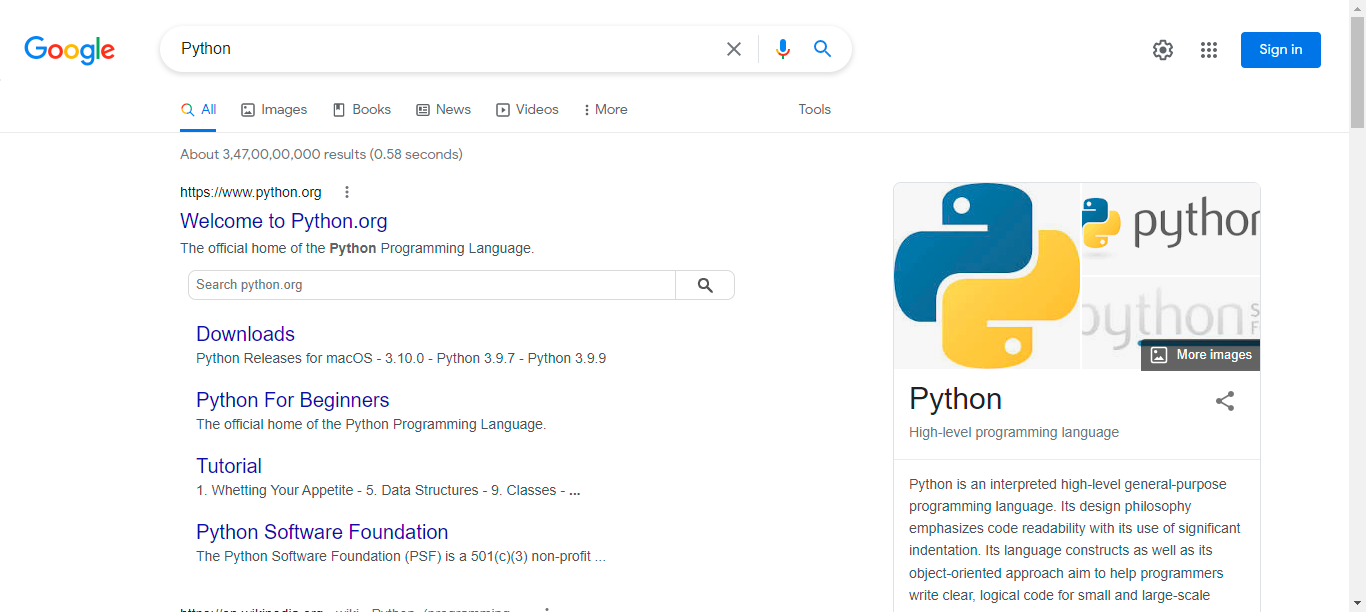 Google
Python
Sign in
All
Images
Books
News
Videos
More
Tools
About 3,47,00,00,000 results (0.58 seconds)
https://www.python.org
Welcome to Python.org
The official home of the Python Programming Language.
Search python.org
Downloads
Python Releases for macOS - 3.10.0 - Python 3.9.7 - Python 3.9.9
Python For Beginners
The official home of the Python Programming Language.
Tutorial
1. Whetting Your Appetite - 5. Data Structures - 9. Classes - ...
Python Software Foundation
The Python Software Foundation (PSF) is a 501(c)(3) non-profit ...
python
python
More images
Python
High-level programming language
Python is an interpreted high-level general-purpose
programming language. Its design philosophy
emphasizes code readability with its use of significant
indentation. Its language constructs as well as its
object-oriented approach aim to help programmers
write clear, logical code for small and large-scale